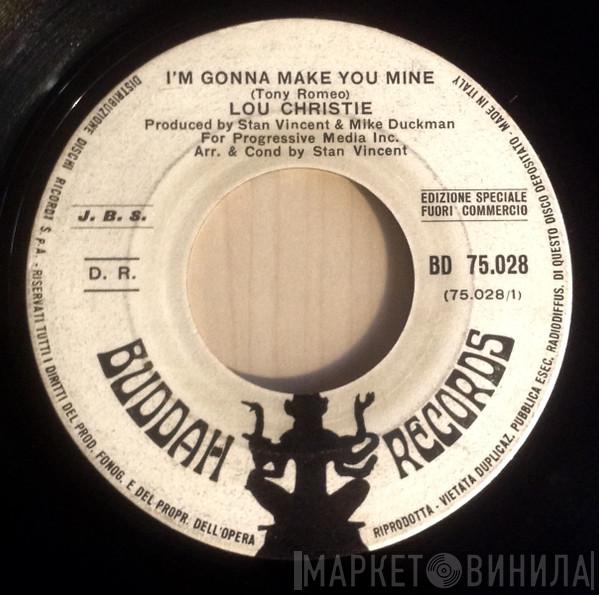 I'M GONNA MAKE YOU MINE
(Tony Romeo)
LOU CHRISTIE
Produced by Stan Vincent & Mike Duckman
For Progressive Media Inc.
Arr. & Cond by Stan Vincent
J. B. S.
D. R.
EDIZIONE SPECIALE
FUORI COMMERCIO
BD 75.028
(75.028/1)
BUDDAH RECORDS
DISTRIBUZIONE DISCHI RICORDI S.P.A. - RISERVATI TUTTI I DIRITTI DEL PROD. FONOG. E DEL PROPR. DELL'OPERA
RIPRODOTTA - VIETATA DUPLICAZ. PUBBLICA ESEC. RADIODIFFUS. DI QUESTO DISCO DEPOSITATO - MADE IN ITALY
МАРКЕТ ВИНИЛА